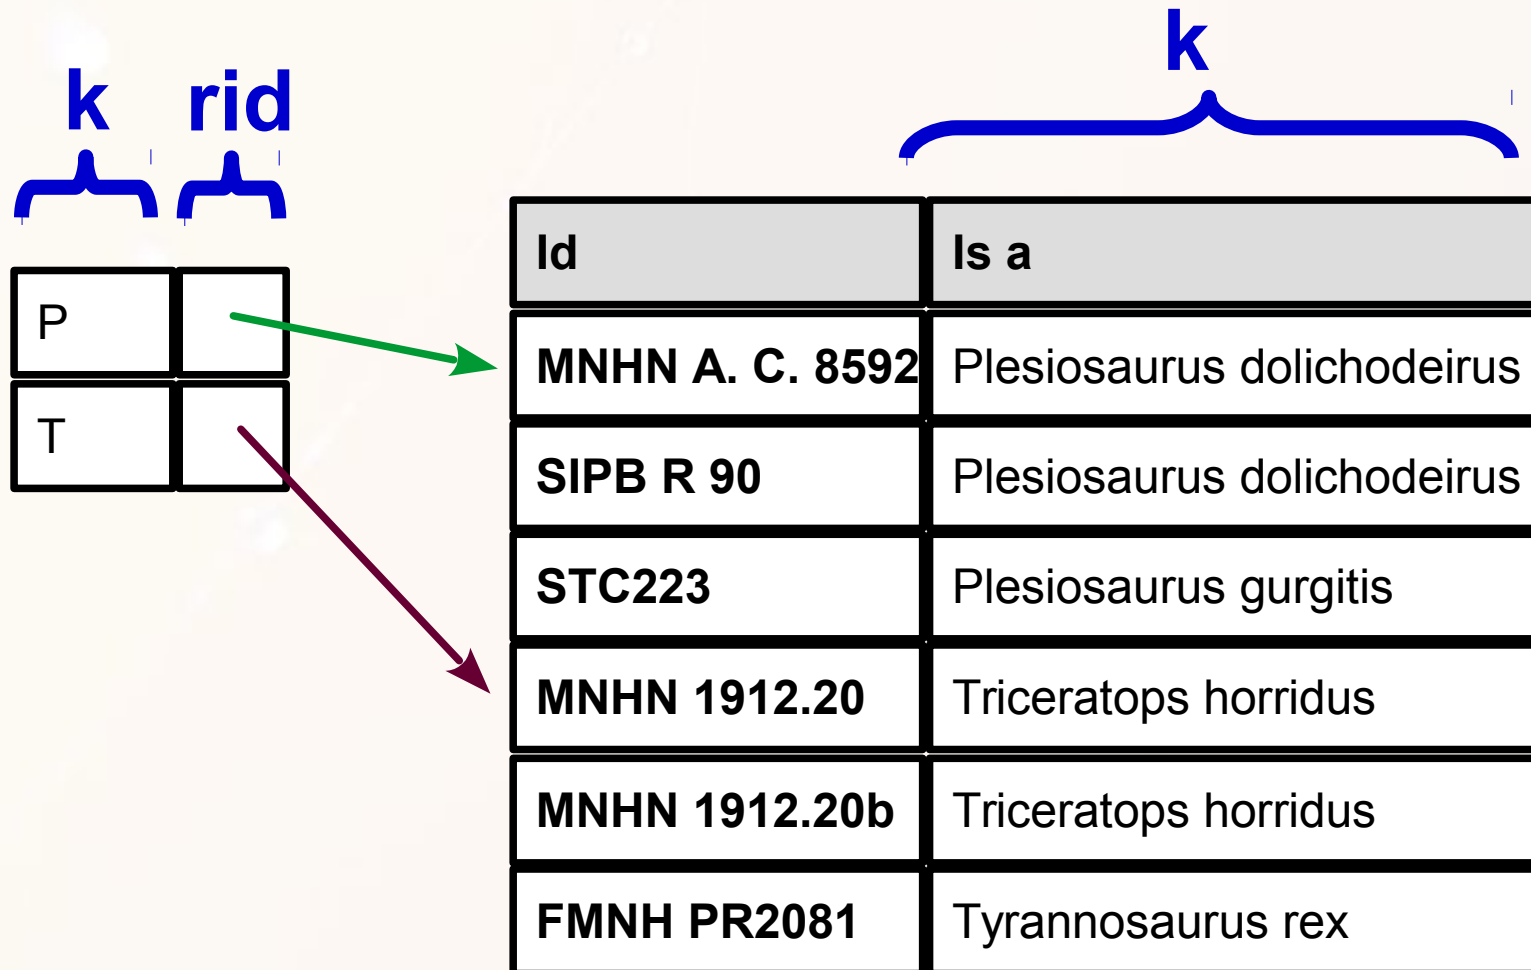 k rid
P
T
k
Id Is a
MNHN A. C. 8592 Plesiosaurus dolichodeirus
SIPB R 90 Plesiosaurus dolichodeirus
STC223 Plesiosaurus gurgitis
MNHN 1912.20 Triceratops horridus
MNHN 1912.20b Triceratops horridus
FMNH PR2081 Tyrannosaurus rex